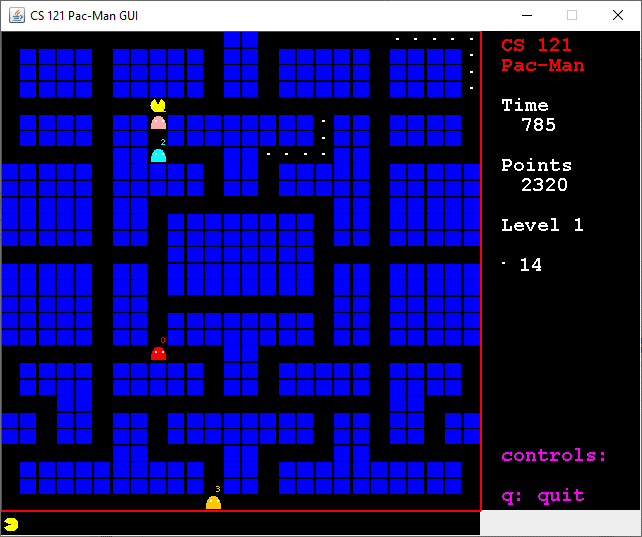 CS 121 Pac-Man GUI
CS 121
Pac-Man
Time
785
Points
2320
Level 1
14
controls:
q: quit
2
0
3